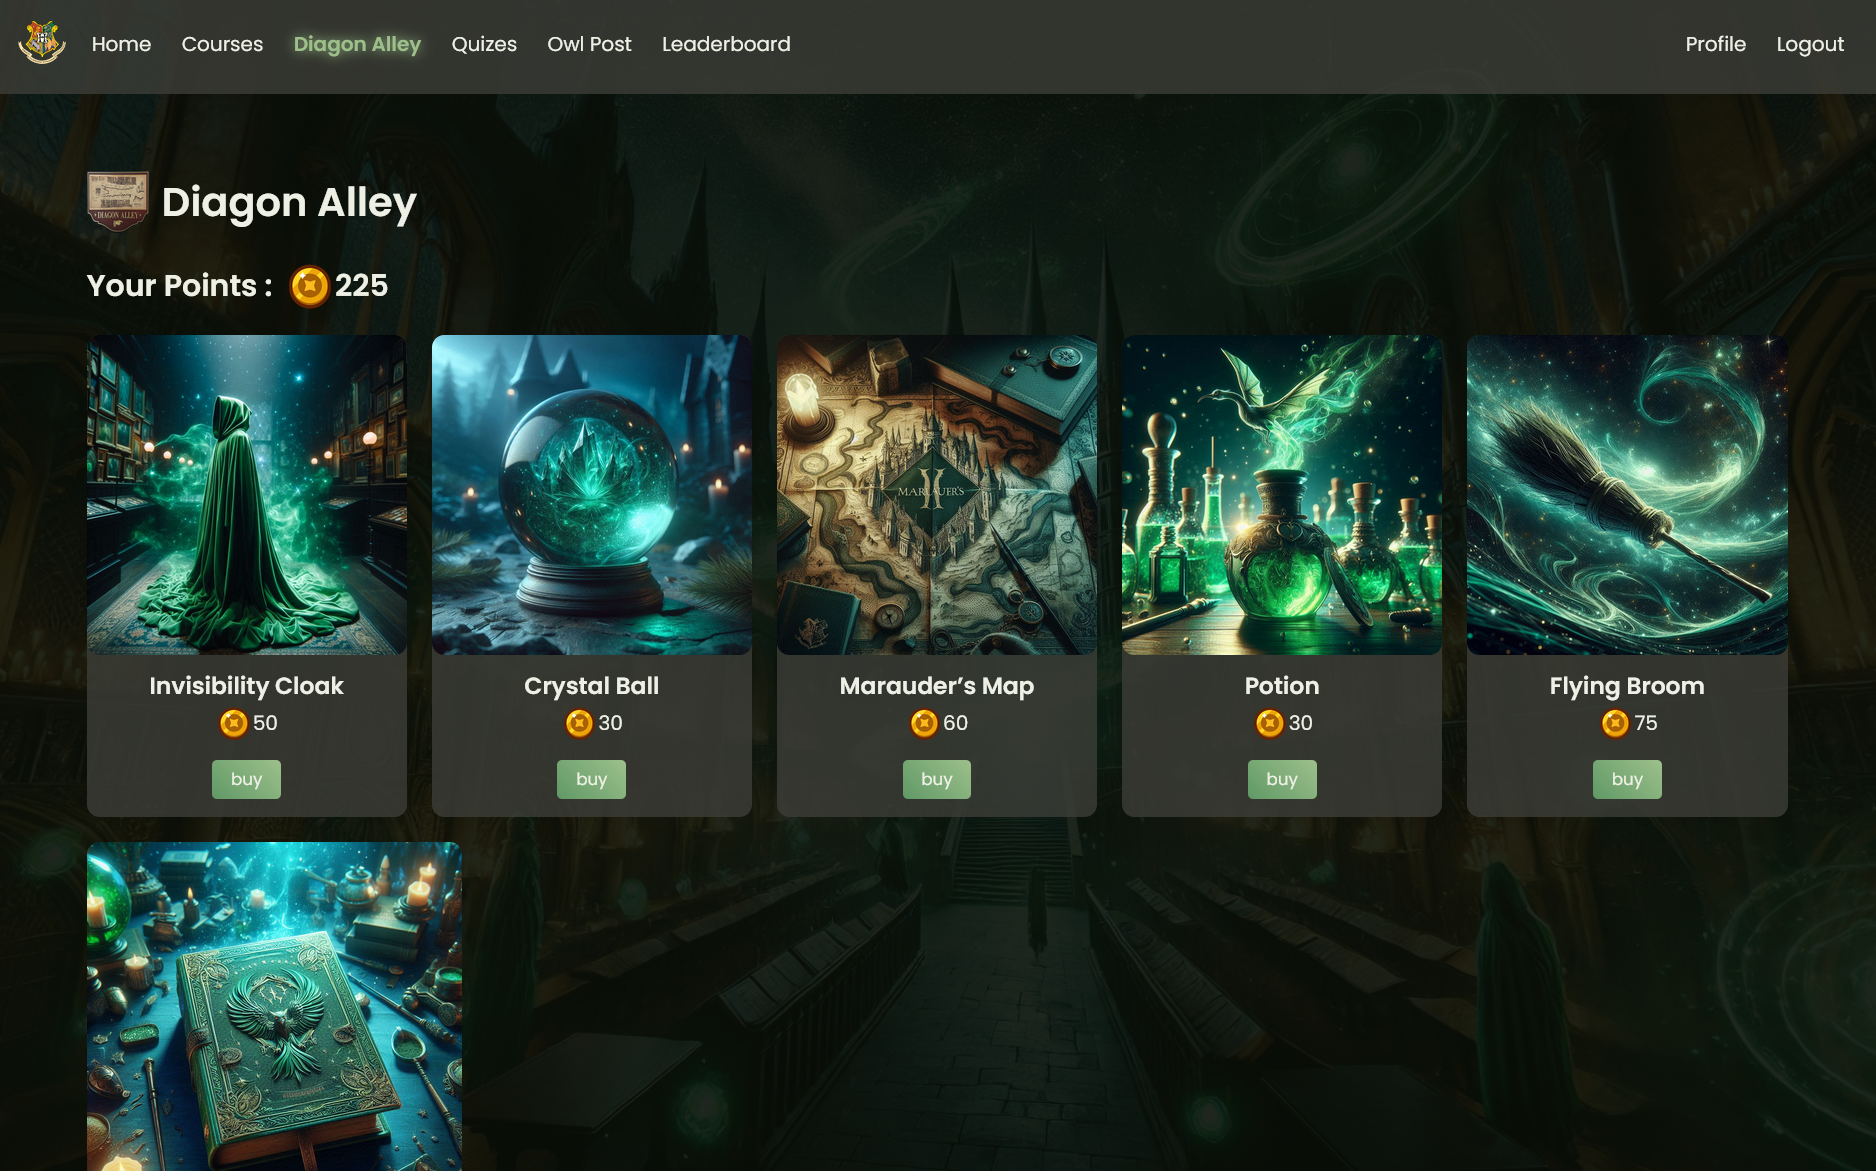 Home Courses Diagon Alley Quizes Owl Post Leaderboard Profile Logout
DIAGON ALLEY
Diagon Alley
Your Points : 225
MARLAUER'S
Invisibility Cloak Crystal Ball Marauder’s Map Potion Flying Broom
50 30 60 30 75
buy buy buy buy buy